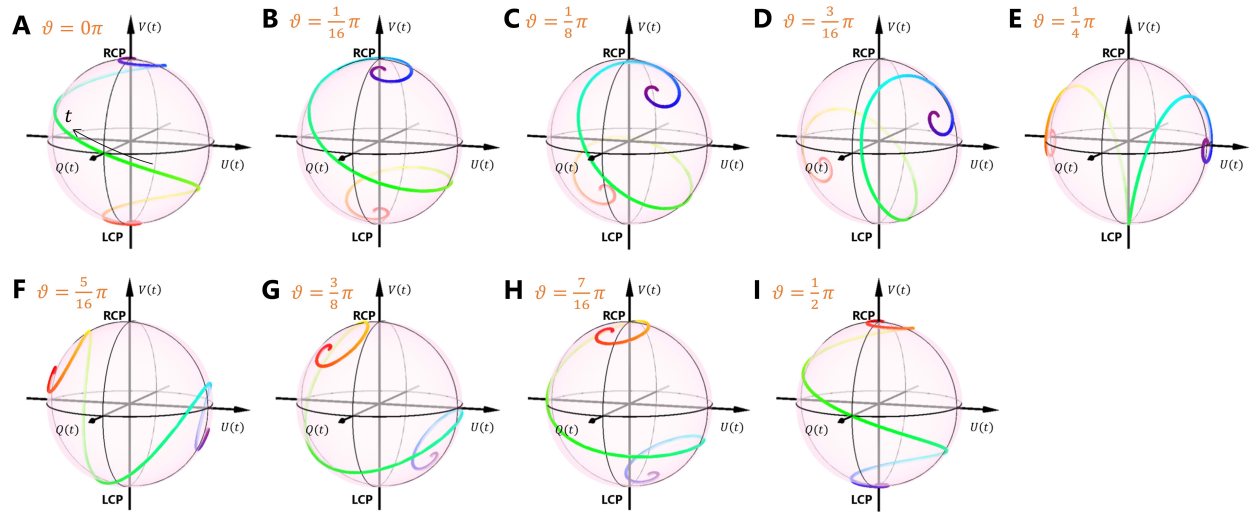 A ϑ = 0π
V(t)
RCP
t
Q(t)
U(t)
LCP
B ϑ = 1/16 π
V(t)
RCP
Q(t)
U(t)
LCP
C ϑ = 1/8 π
V(t)
RCP
Q(t)
U(t)
LCP
D ϑ = 3/16 π
V(t)
RCP
Q(t)
U(t)
LCP
E ϑ = 1/4 π
V(t)
RCP
Q(t)
U(t)
LCP
F ϑ = 5/16 π
V(t)
RCP
Q(t)
U(t)
LCP
G ϑ = 3/8 π
V(t)
RCP
Q(t)
U(t)
LCP
H ϑ = 7/16 π
V(t)
RCP
Q(t)
U(t)
LCP
I ϑ = 1/2 π
V(t)
RCP
Q(t)
U(t)
LCP